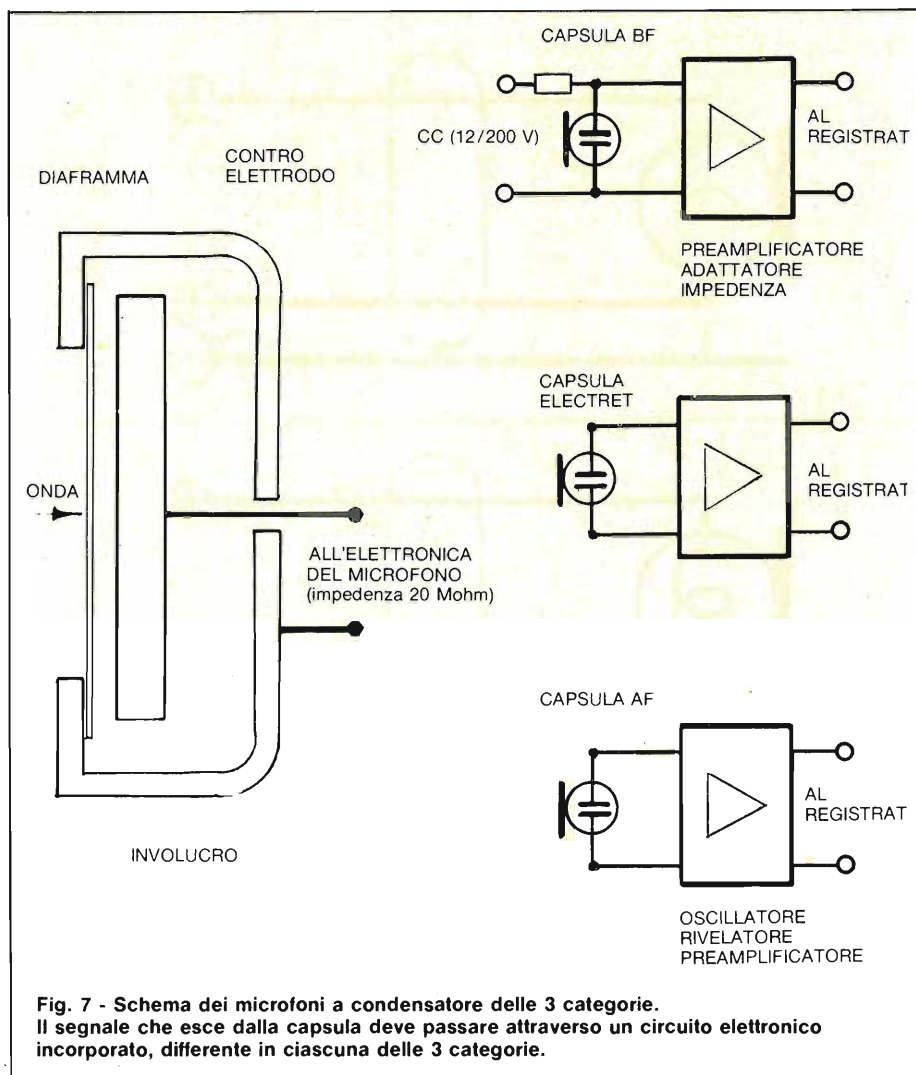 CAPSULA BF
CC (12/200 V)
AL
REGISTRAT
PREAMPLIFICATORE
ADATTATORE
IMPEDENZA
DIAFRAMMA
CONTRO
ELETTRODO
ONDA
ALL'ELETTRONICA
DEL MICROFONO
(impedenza 20 Mohm)
INVOLUCRO
CAPSULA
ELECTRET
AL
REGISTRAT
CAPSULA AF
AL
REGISTRAT
OSCILLATORE
RIVELATORE
PREAMPLIFICATORE
Fig. 7 - Schema dei microfoni a condensatore delle 3 categorie.
Il segnale che esce dalla capsula deve passare attraverso un circuito elettronico
incorporato, differente in ciascuna delle 3 categorie.